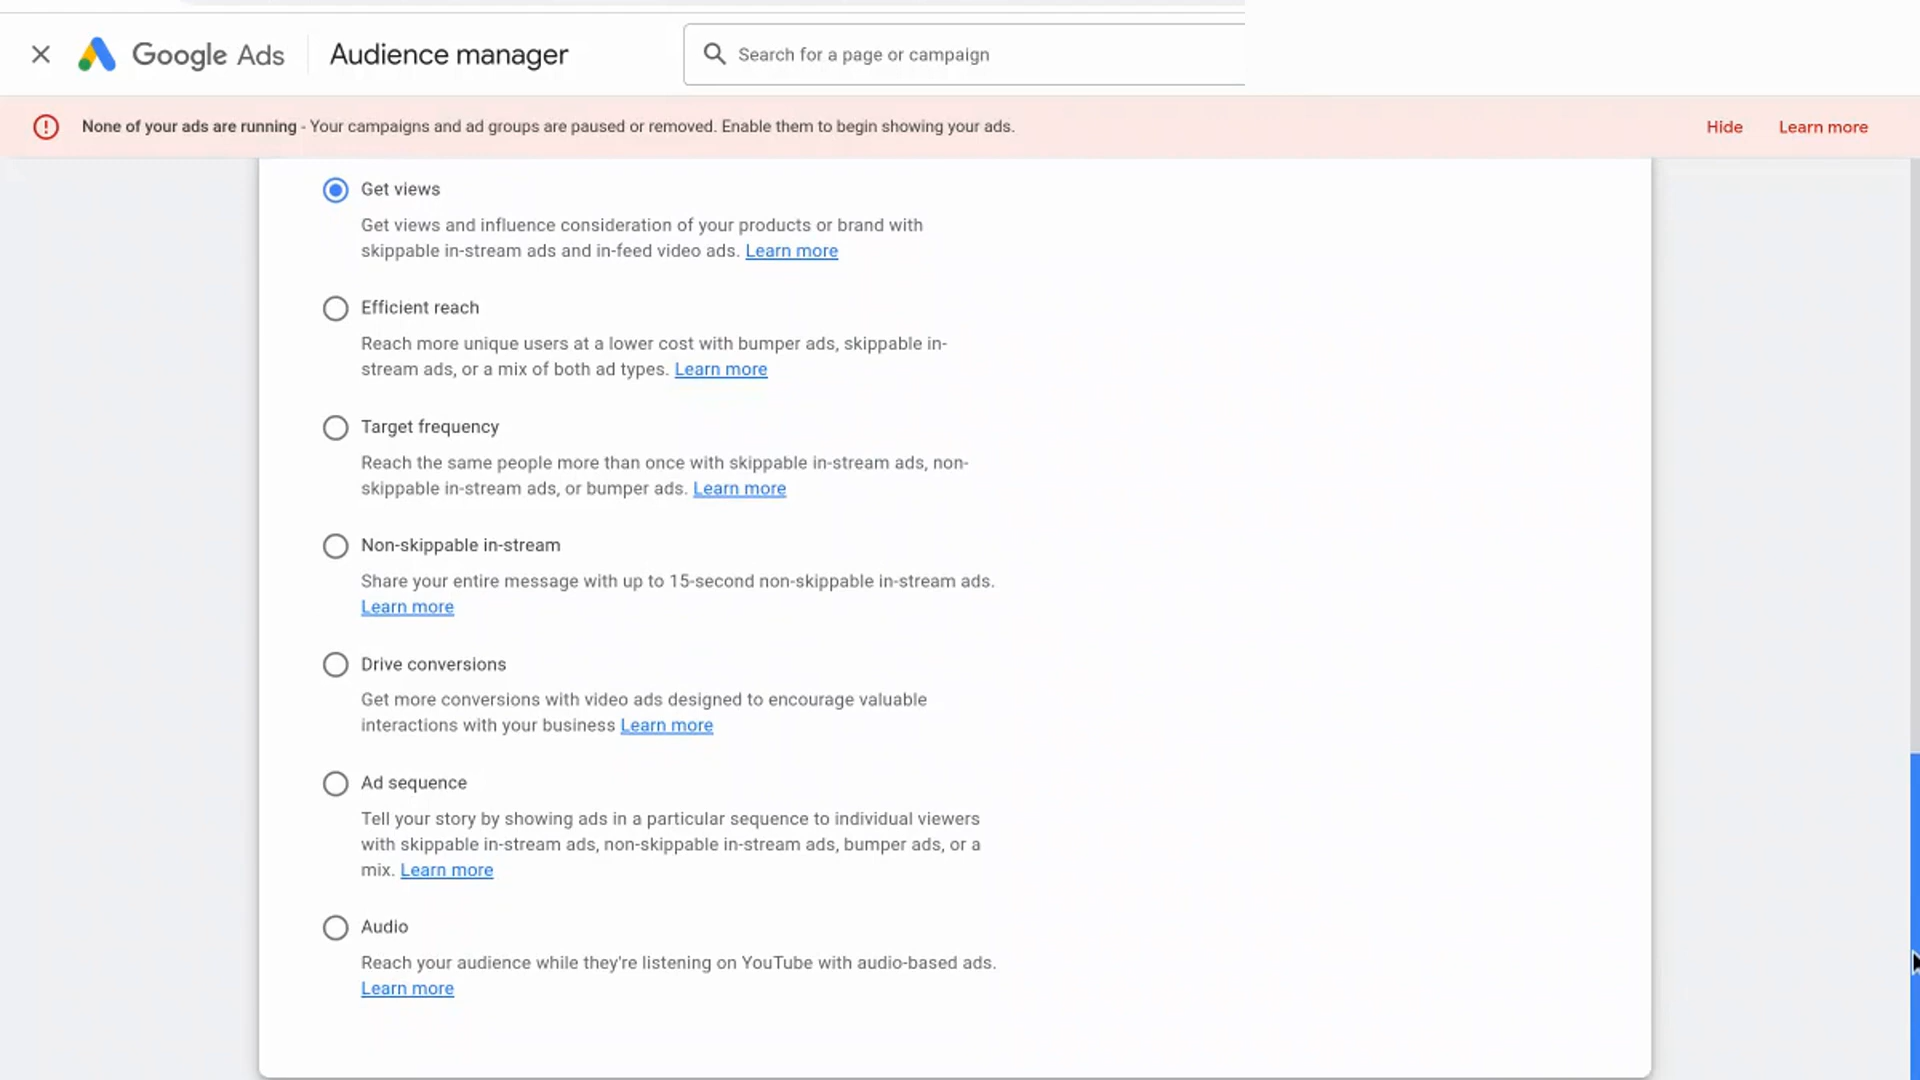 Google Ads
Audience manager
Search for a page or campaign
None of your ads are running - Your campaigns and ad groups are paused or removed. Enable them to begin showing your ads.
Hide
Learn more
Get views
Get views and influence consideration of your products or brand with
skippable in-stream ads and in-feed video ads. Learn more
Efficient reach
Reach more unique users at a lower cost with bumper ads, skippable in-
stream ads, or a mix of both ad types. Learn more
Target frequency
Reach the same people more than once with skippable in-stream ads, non-
skippable in-stream ads, or bumper ads. Learn more
Non-skippable in-stream
Share your entire message with up to 15-second non-skippable in-stream ads.
Learn more
Drive conversions
Get more conversions with video ads designed to encourage valuable
interactions with your business Learn more
Ad sequence
Tell your story by showing ads in a particular sequence to individual viewers
with skippable in-stream ads, non-skippable in-stream ads, bumper ads, or a
mix. Learn more
Audio
Reach your audience while they're listening on YouTube with audio-based ads.
Learn more